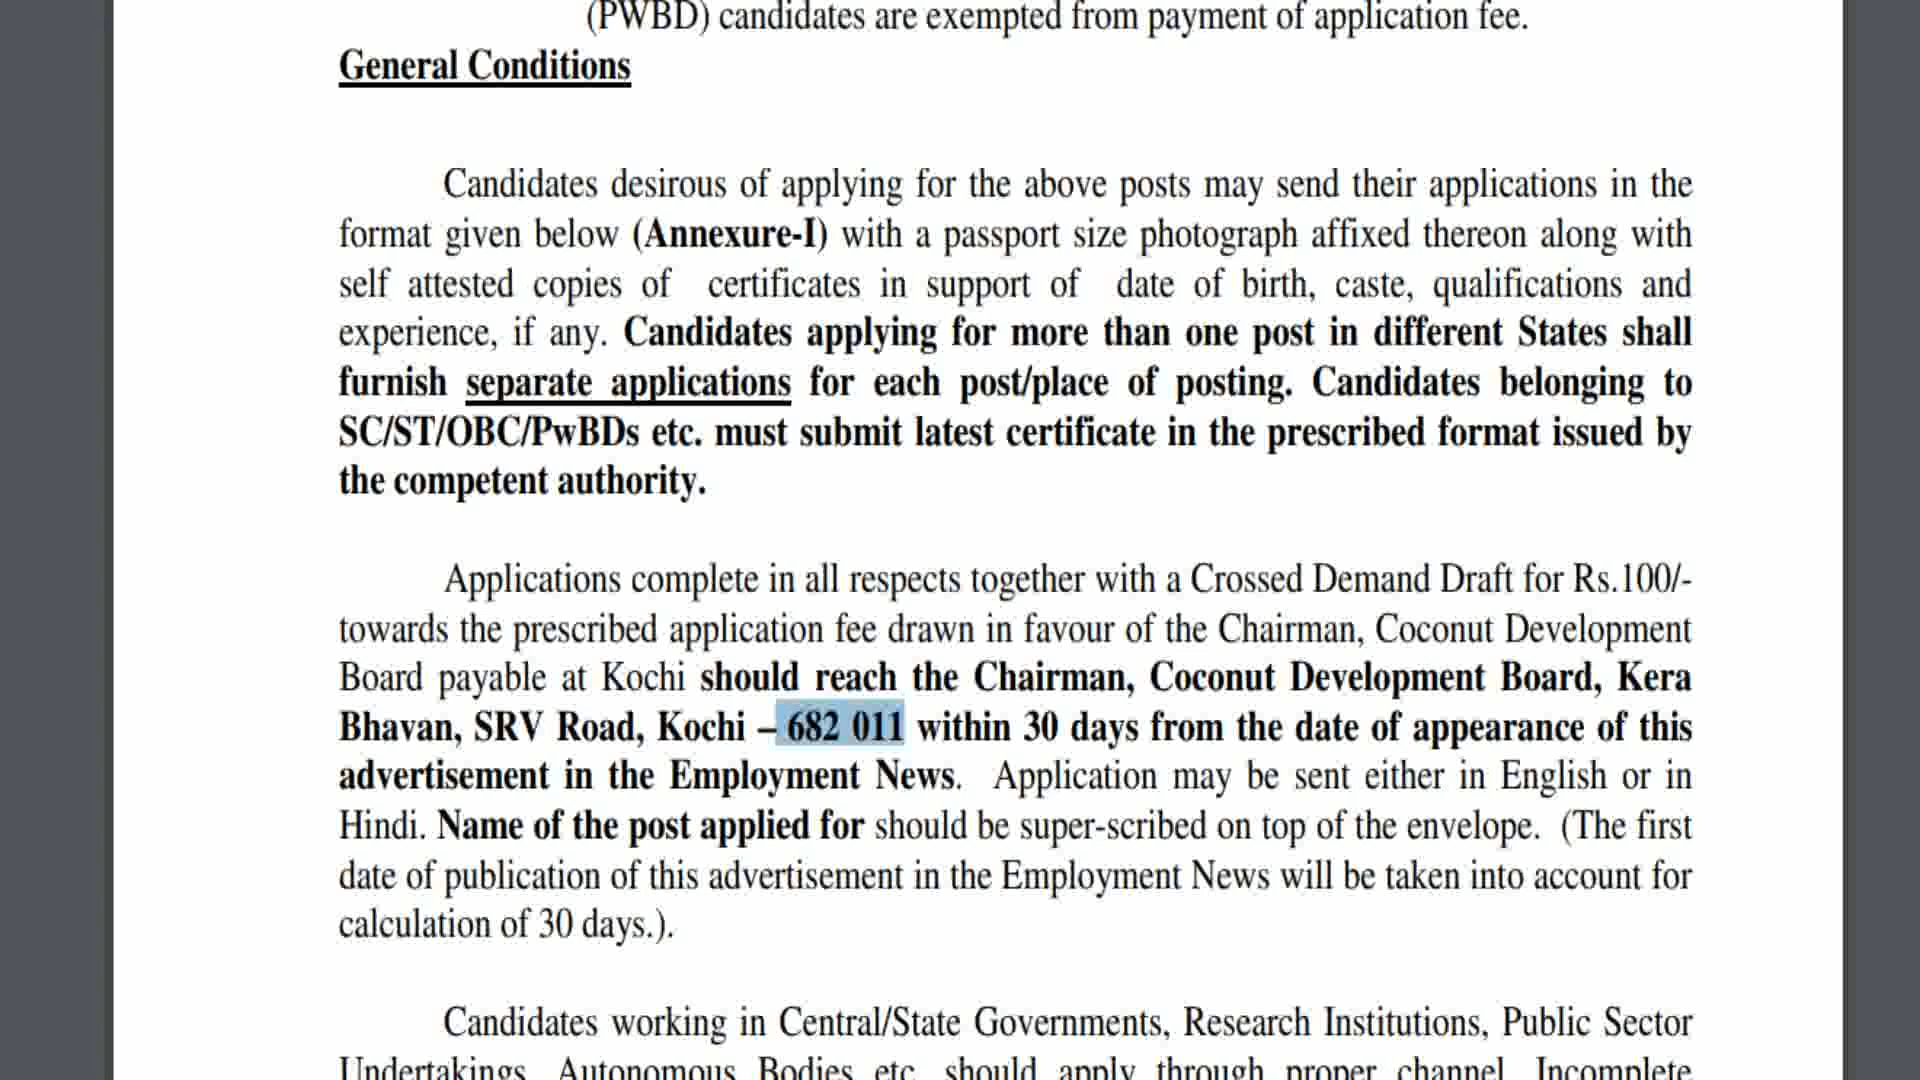 (PWBD) candidates are exempted from payment of application fee.
General Conditions
Candidates desirous of applying for the above posts may send their applications in the
format given below (Annexure-I) with a passport size photograph affixed thereon along with
self attested copies of certificates in support of date of birth, caste, qualifications and
experience, if any. Candidates applying for more than one post in different States shall
furnish separate applications for each post/place of posting. Candidates belonging to
SC/ST/OBC/PwBDs etc. must submit latest certificate in the prescribed format issued by
the competent authority.
Applications complete in all respects together with a Crossed Demand Draft for Rs.100/-
towards the prescribed application fee drawn in favour of the Chairman, Coconut Development
Board payable at Kochi should reach the Chairman, Coconut Development Board, Kera
Bhavan, SRV Road, Kochi – 682 011 within 30 days from the date of appearance of this
advertisement in the Employment News. Application may be sent either in English or in
Hindi. Name of the post applied for should be super-scribed on top of the envelope. (The first
date of publication of this advertisement in the Employment News will be taken into account for
calculation of 30 days.).
Candidates working in Central/State Governments, Research Institutions, Public Sector
Undertakings, Autonomous Bodies etc. should apply through proper channel. Incomplete